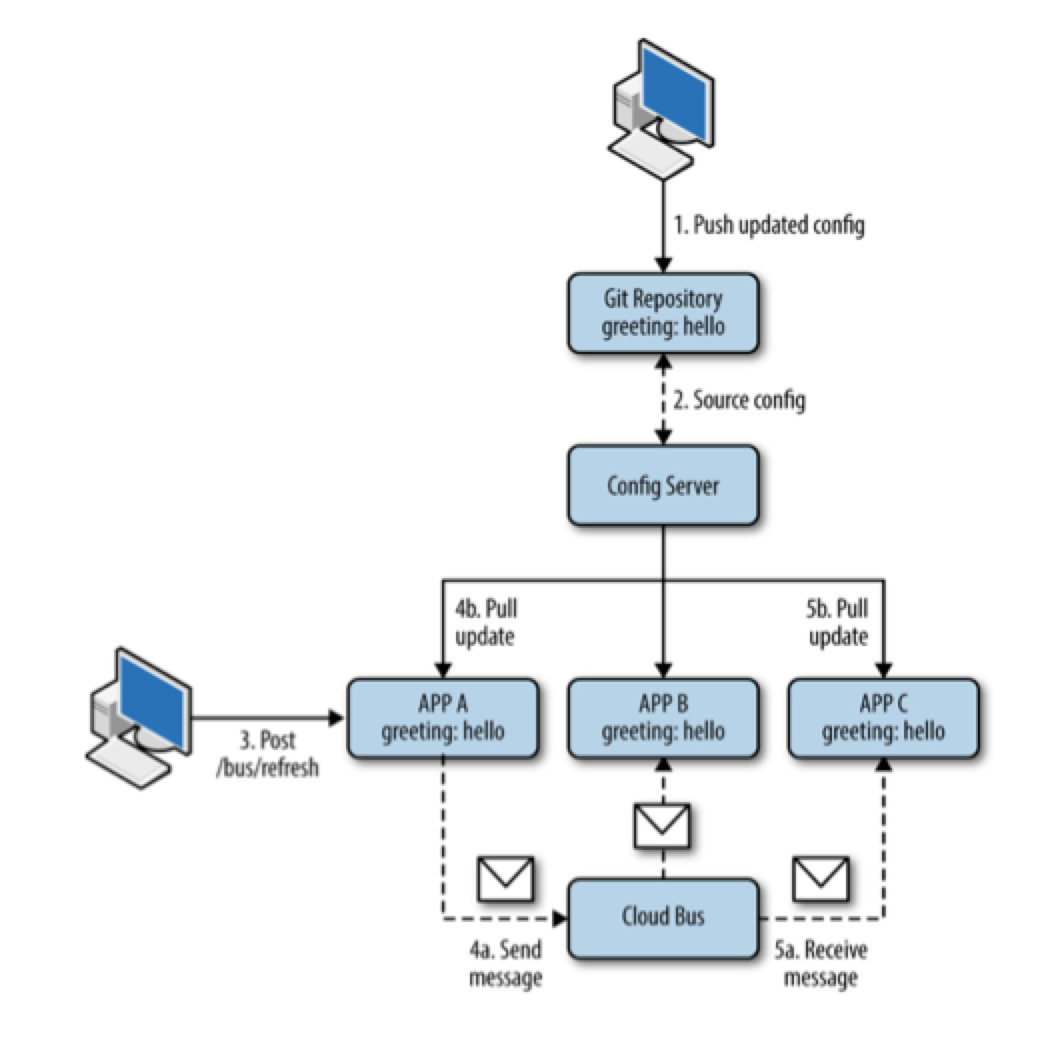 1. Push updated config
Git Repository
greeting: hello
2. Source config
Config Server
4b. Pull
update
5b. Pull
update
APP A
greeting: hello
APP B
greeting: hello
APP C
greeting: hello
3. Post
/bus/refresh
Cloud Bus
4a. Send
message
5a. Receive
message